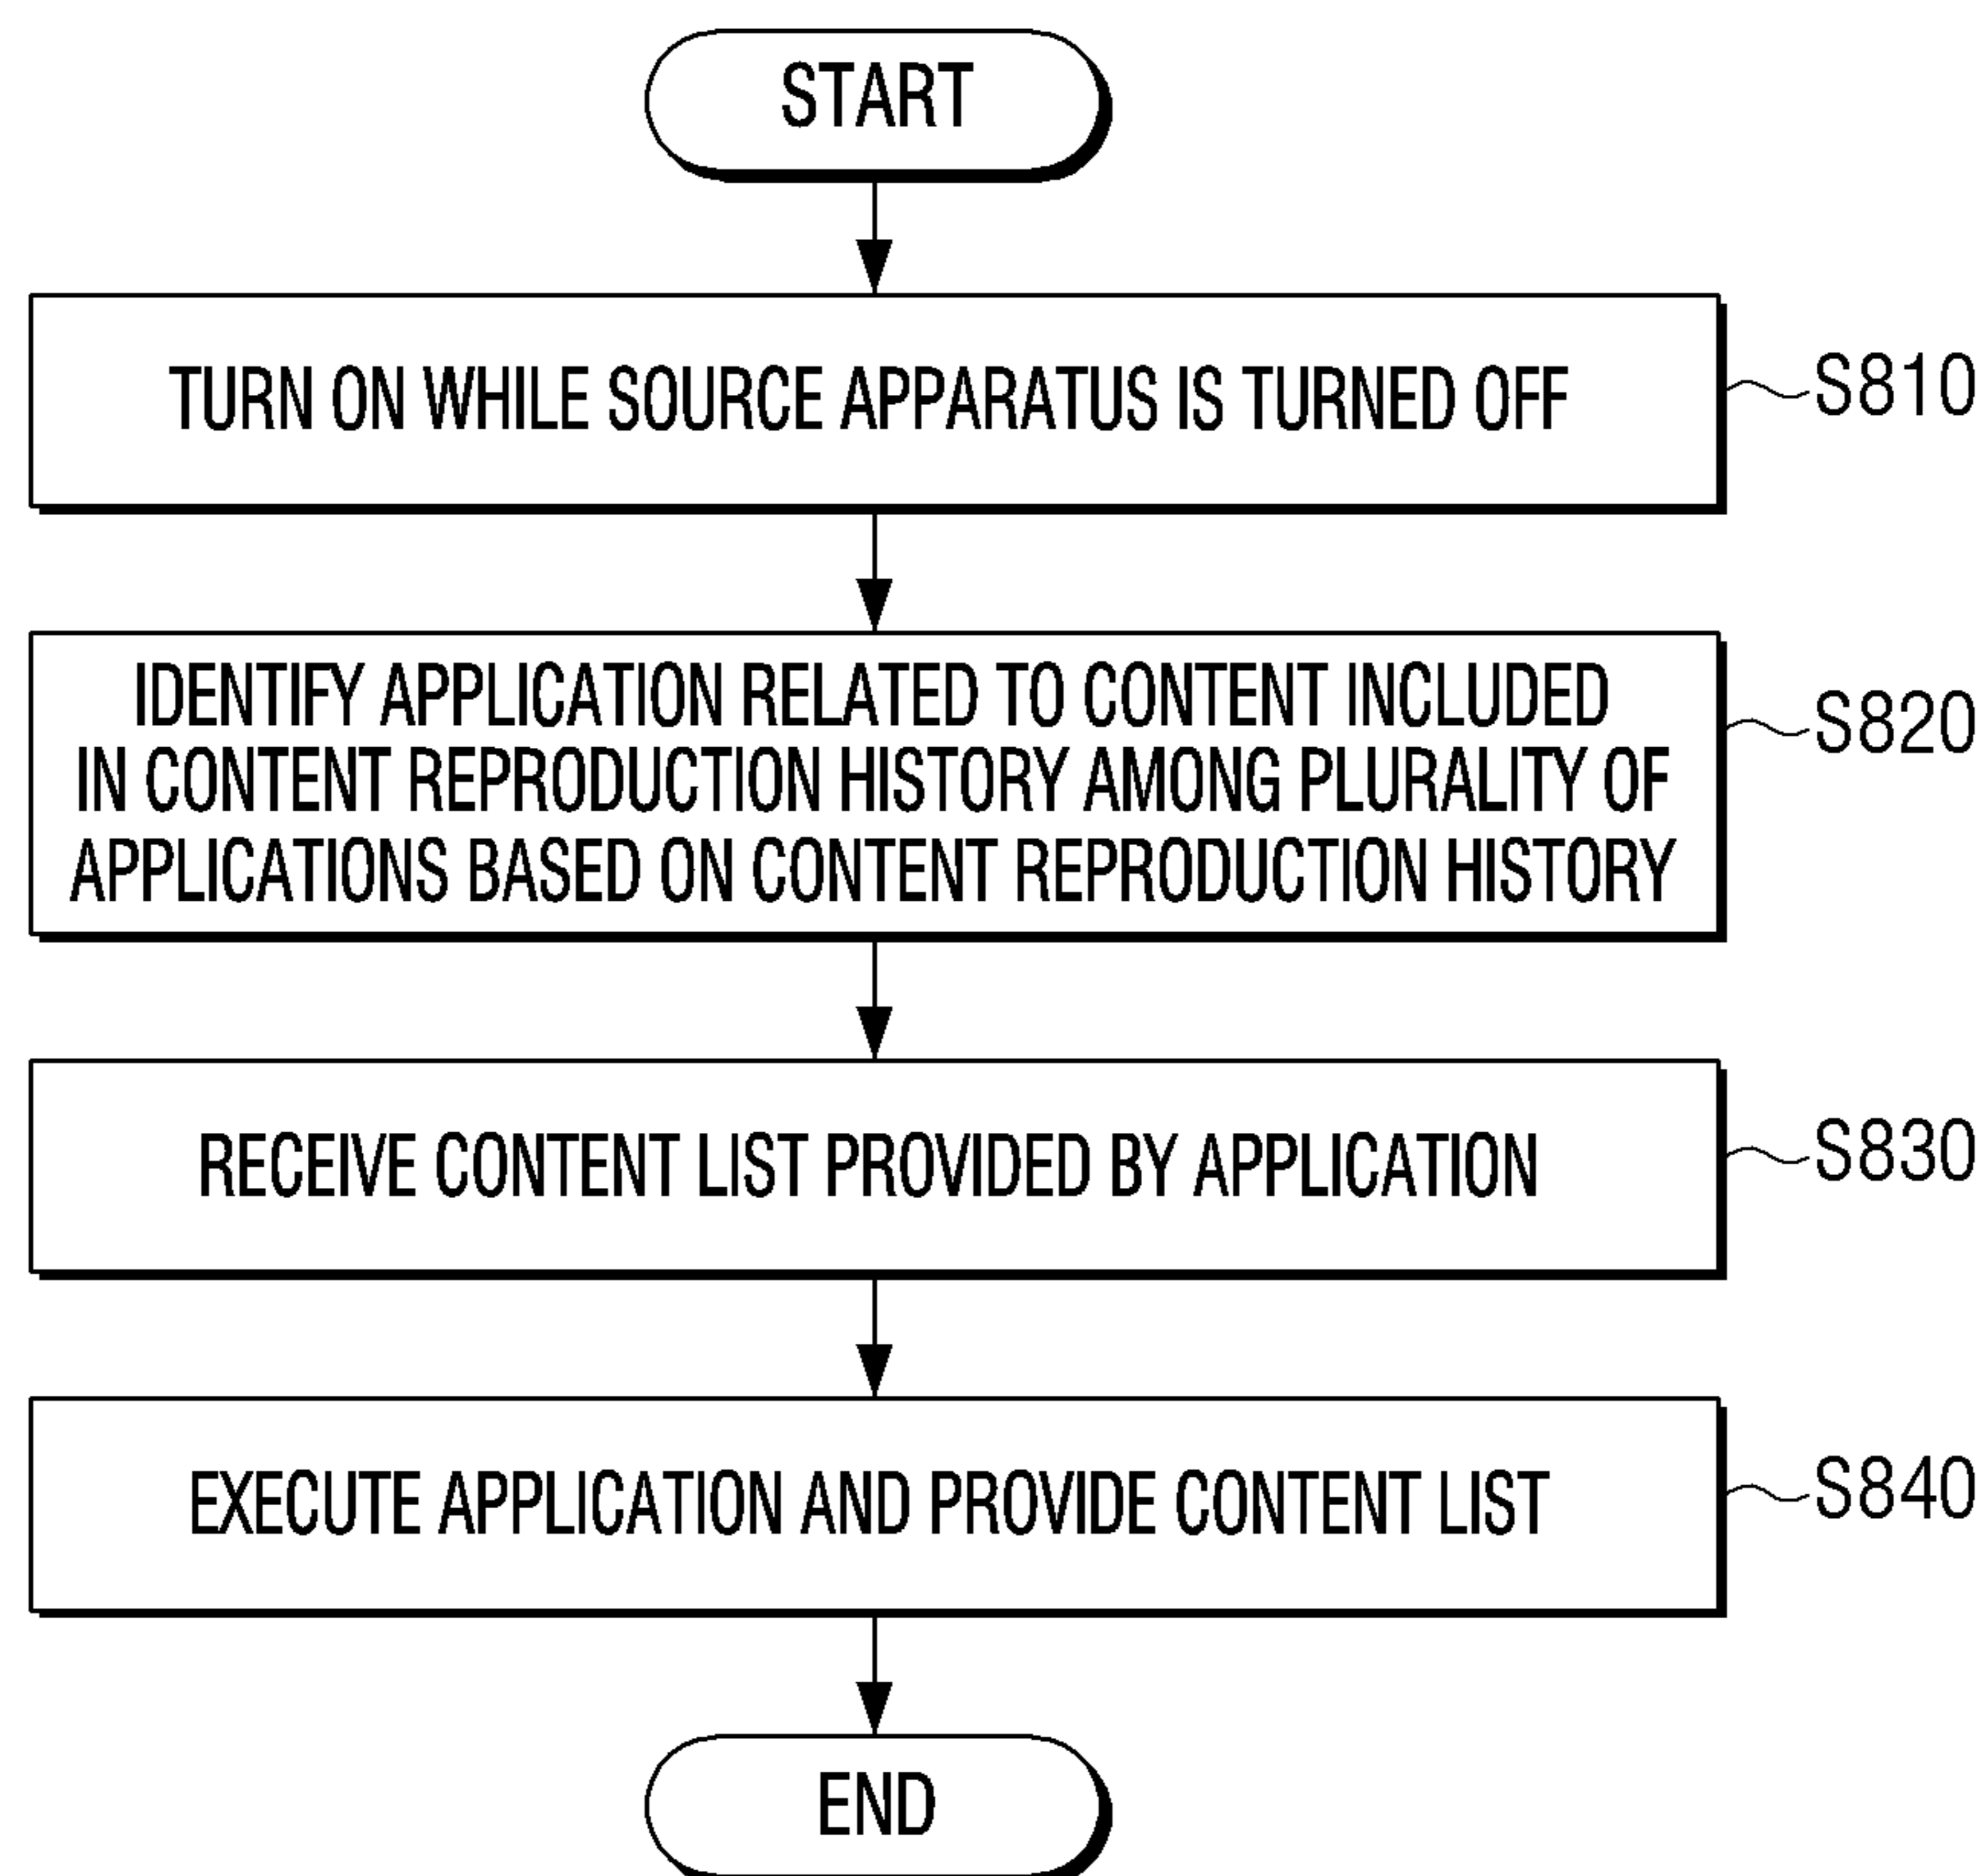 START
TURN ON WHILE SOURCE APPARATUS IS TURNED OFF
S810
IDENTIFY APPLICATION RELATED TO CONTENT INCLUDED
IN CONTENT REPRODUCTION HISTORY AMONG PLURALITY OF
APPLICATIONS BASED ON CONTENT REPRODUCTION HISTORY
S820
RECEIVE CONTENT LIST PROVIDED BY APPLICATION
S830
EXECUTE APPLICATION AND PROVIDE CONTENT LIST
S840
END